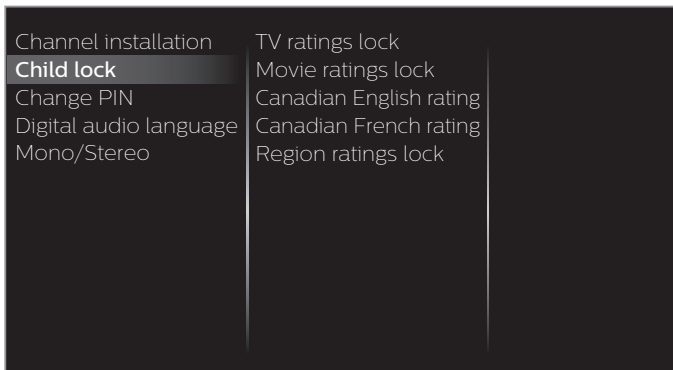 Channel installation
Child lock
Change PIN
Digital audio language
Mono/Stereo
TV ratings lock
Movie ratings lock
Canadian English rating
Canadian French rating
Region ratings lock